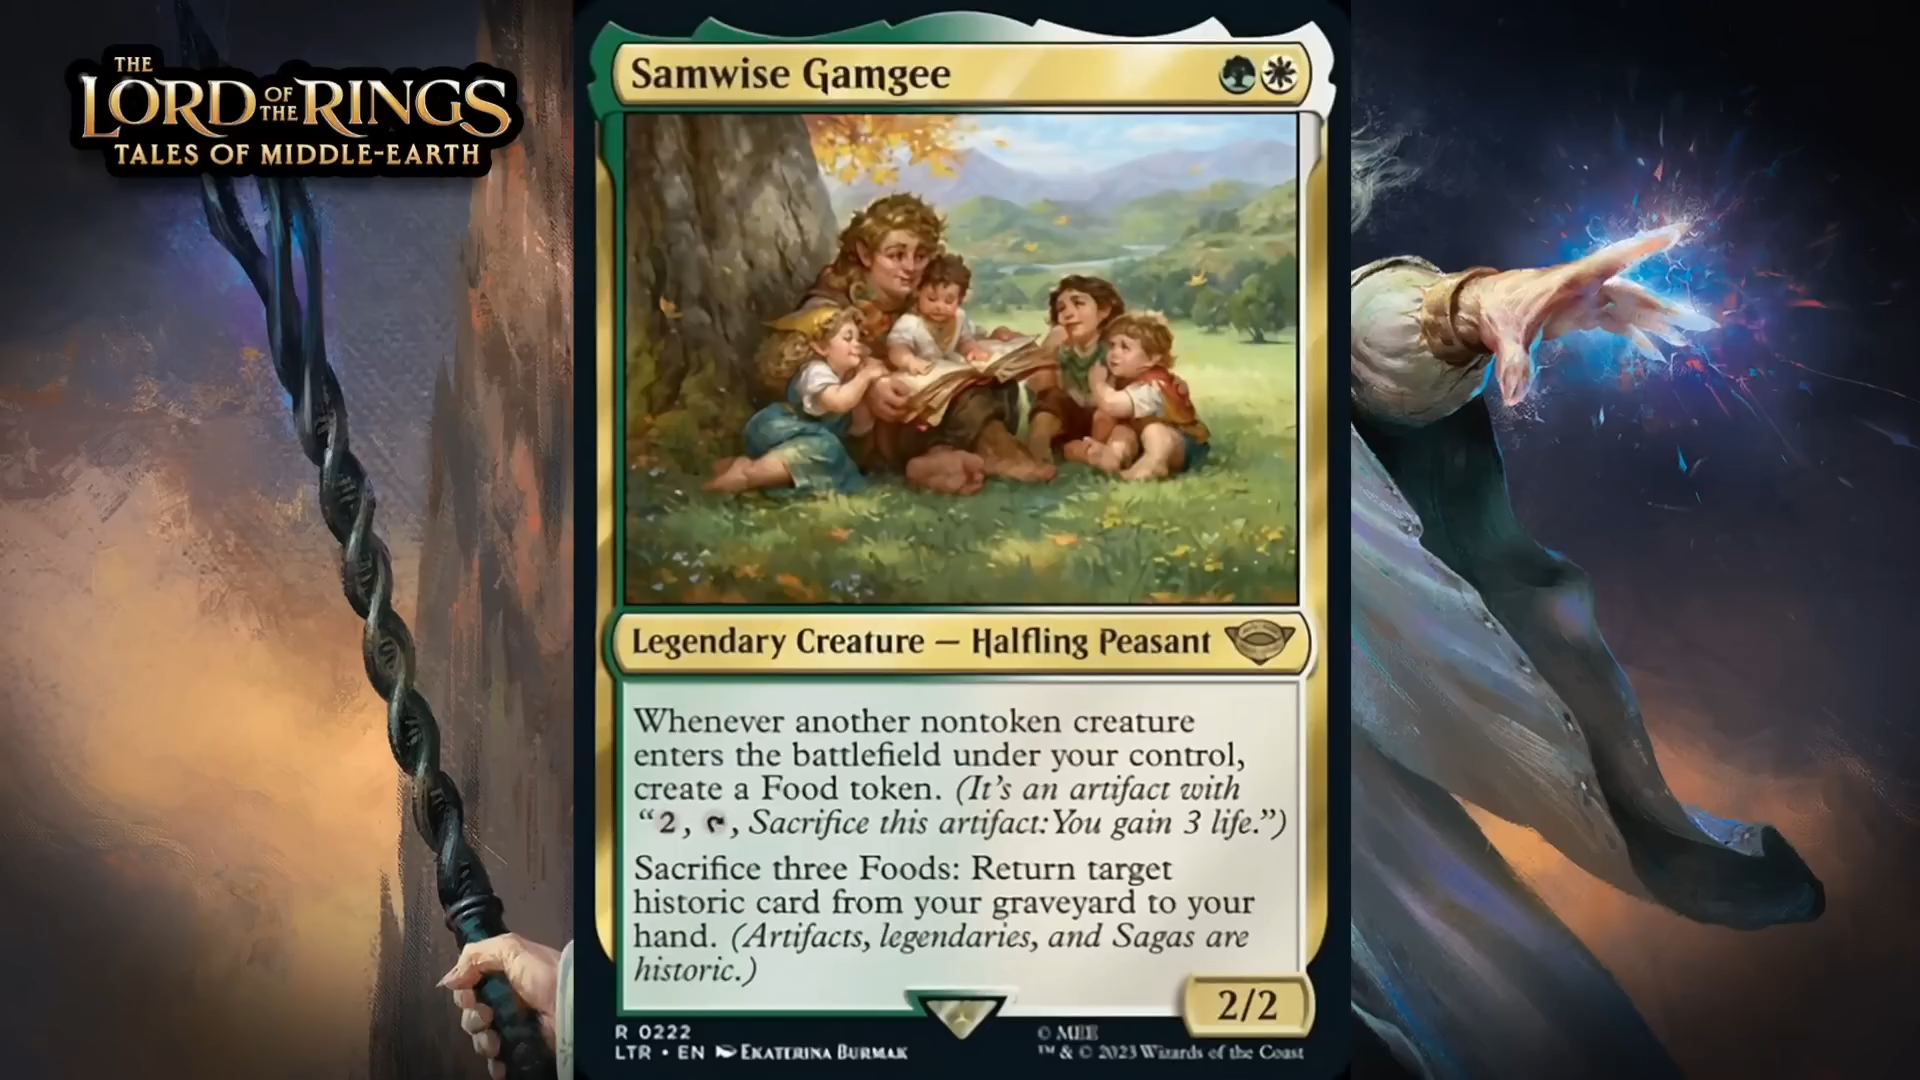 THE
LORD OF THE RINGS
TALES OF MIDDLE-EARTH
Samwise Gamgee
Legendary Creature — Halfling Peasant
Whenever another nontoken creature
enters the battlefield under your control,
create a Food token. (It's an artifact with
“2, , Sacrifice this artifact: You gain 3 life.”)
Sacrifice three Foods: Return target
historic card from your graveyard to your
hand. (Artifacts, legendaries, and Sagas are
historic.)
2/2
R 0222
LTR • EN EKATERINA BURMAK
© MEE
™ & © 2023 Wizards of the Coast